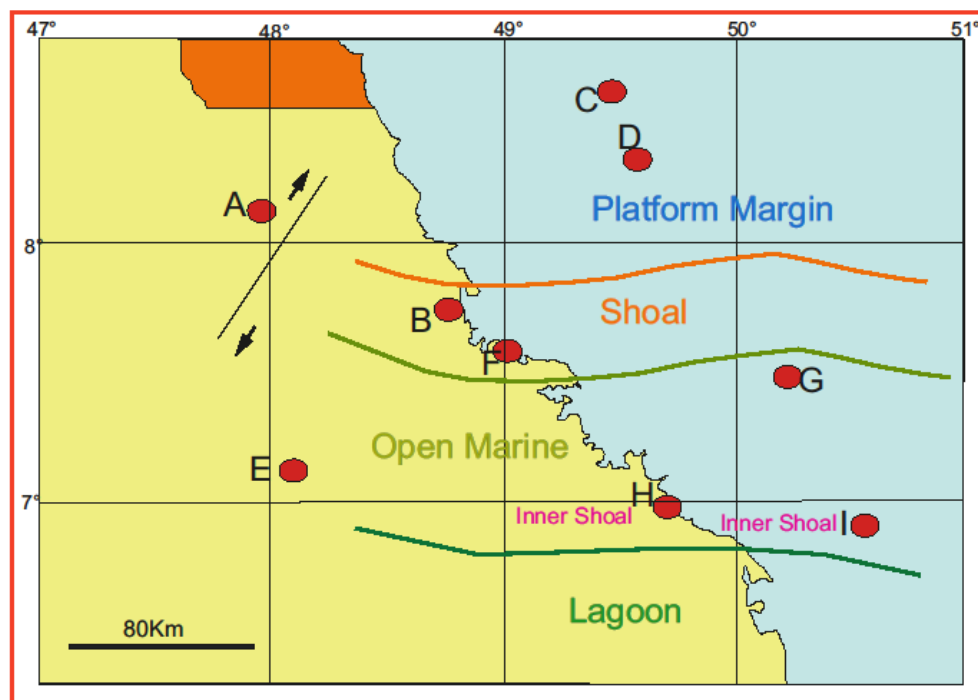 47° 48° 49° 50° 51°
C
D
A
Platform Margin
8°
B
Shoal
F
G
Open Marine
E
H
7°
Inner Shoal Inner Shoal I
80Km
Lagoon